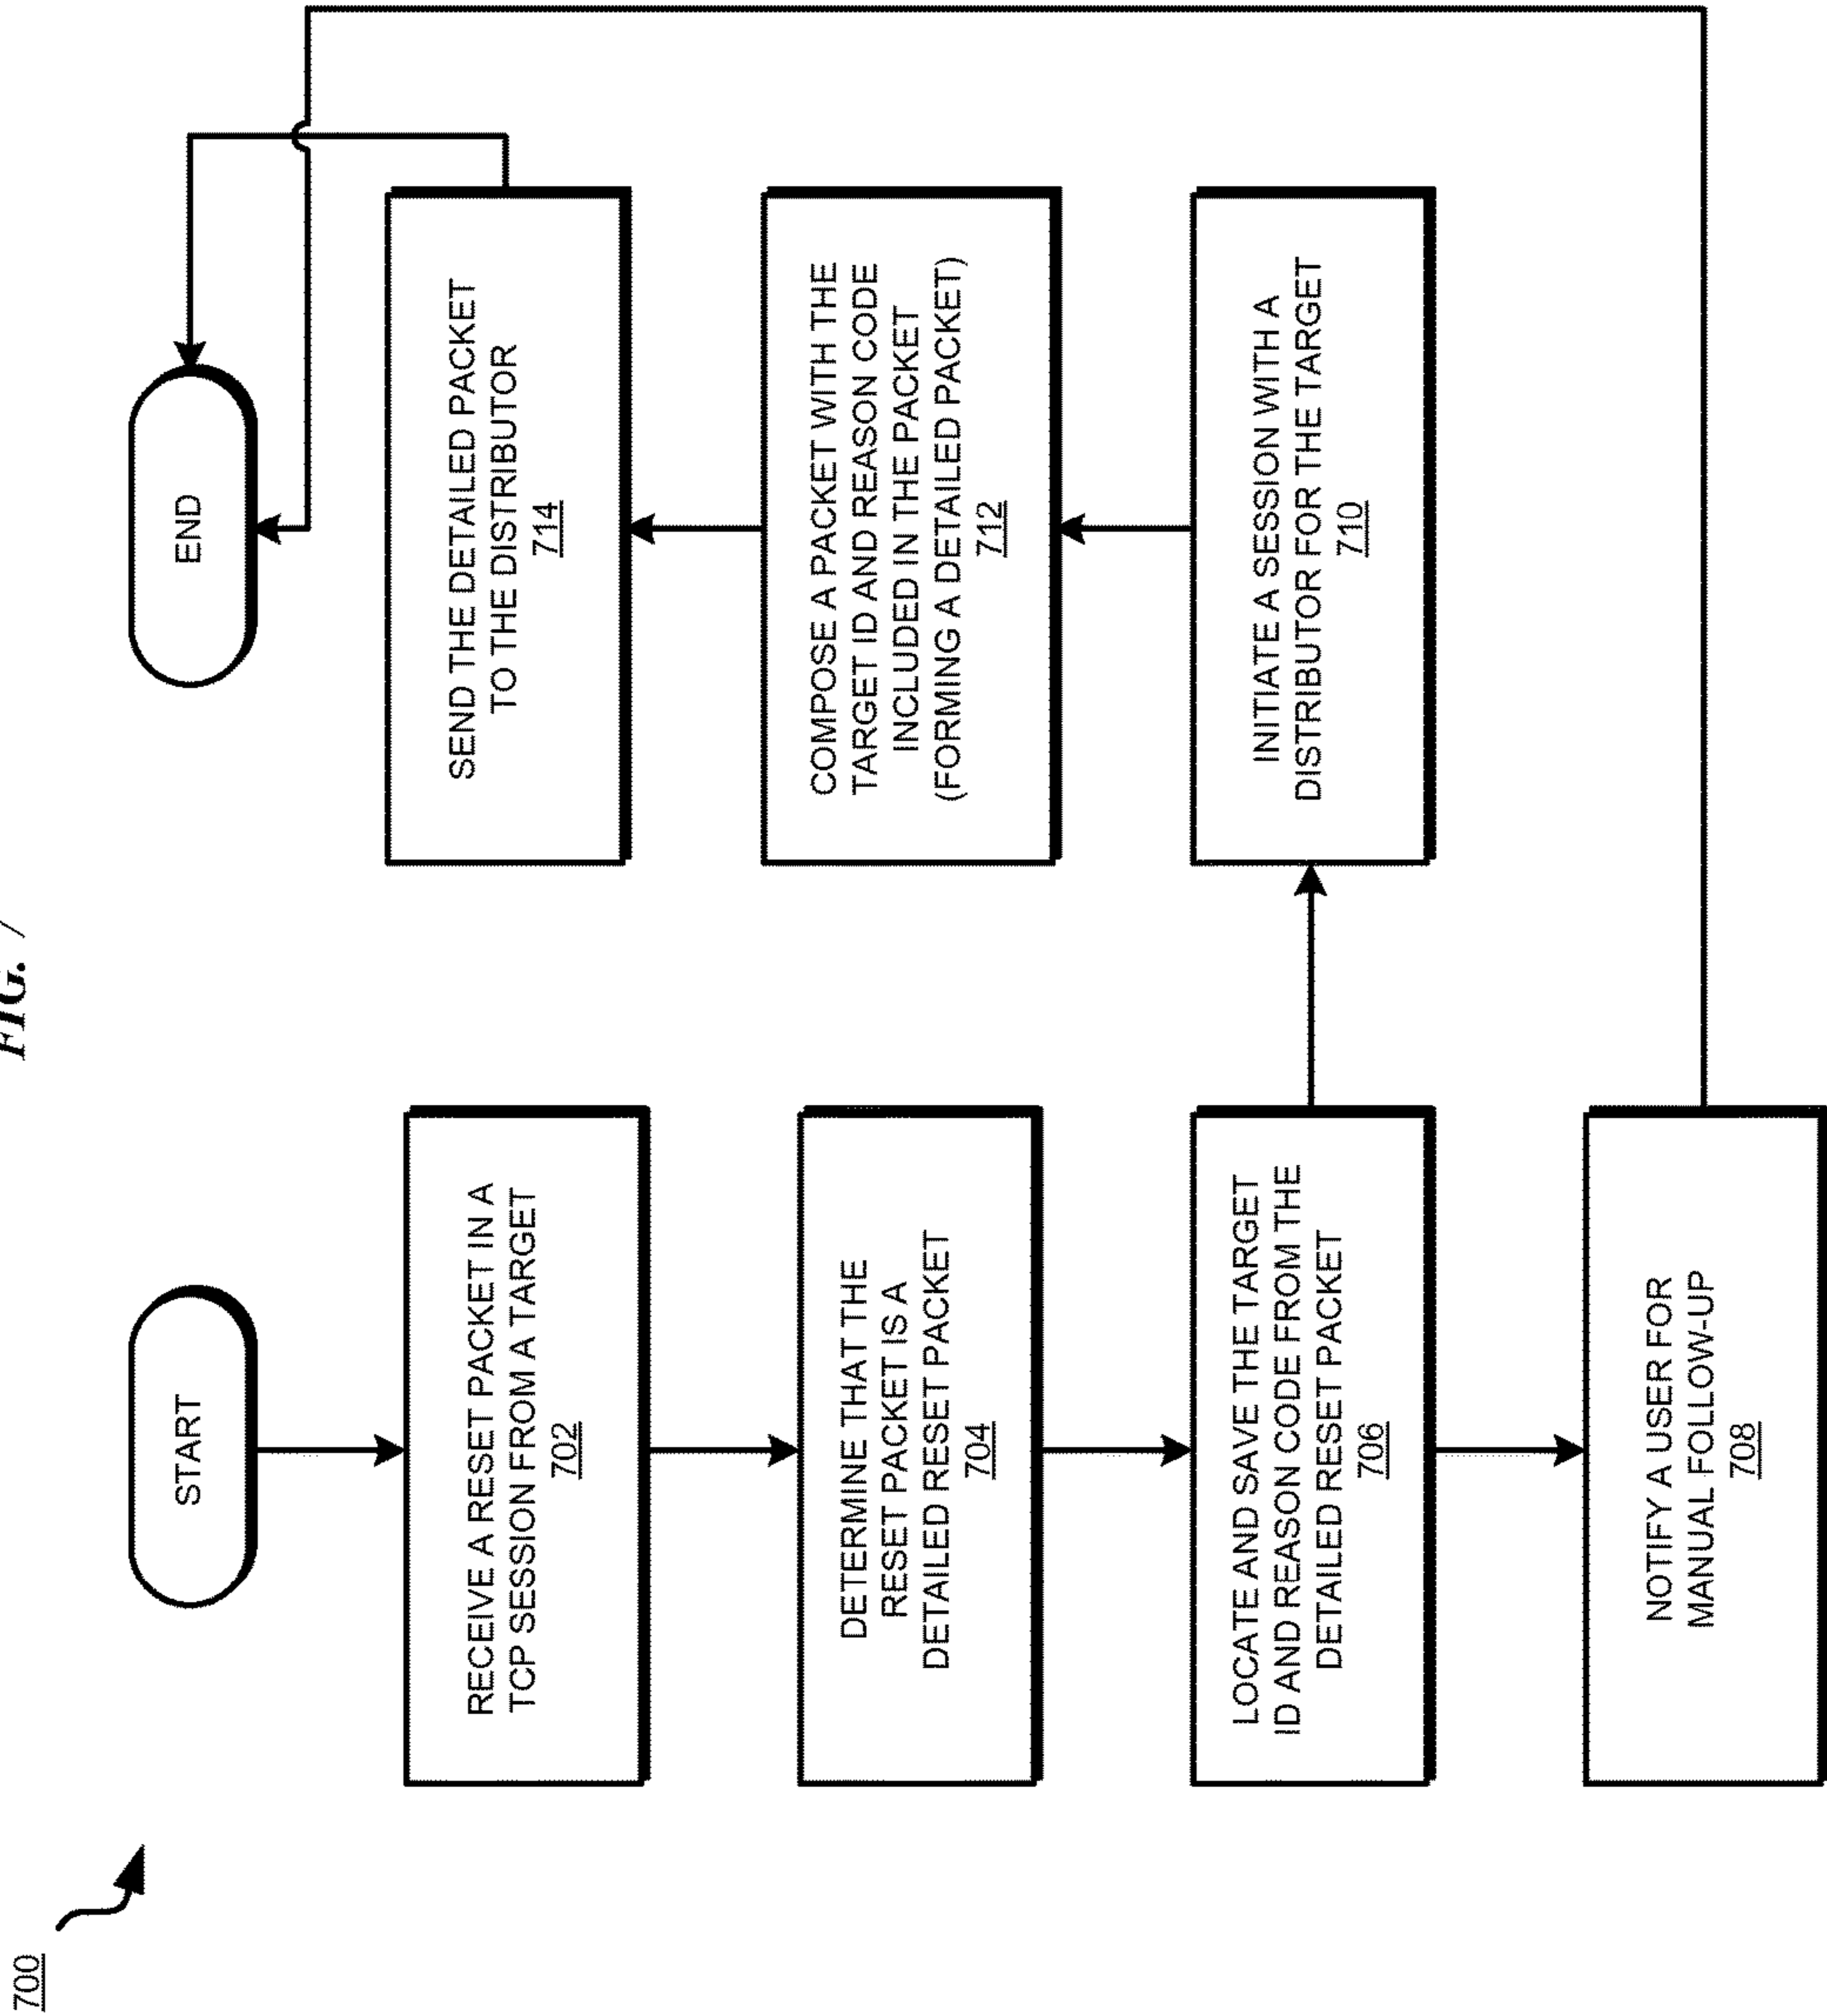 FIG. 7
700
START
RECEIVE A RESET PACKET IN A
TCP SESSION FROM A TARGET
702
DETERMINE THAT THE
RESET PACKET IS A
DETAILED RESET PACKET
704
LOCATE AND SAVE THE TARGET
ID AND REASON CODE FROM THE
DETAILED RESET PACKET
706
NOTIFY A USER FOR
MANUAL FOLLOW-UP
708
END
SEND THE DETAILED PACKET
TO THE DISTRIBUTOR
714
COMPOSE A PACKET WITH THE
TARGET ID AND REASON CODE
INCLUDED IN THE PACKET
(FORMING A DETAILED PACKET)
712
INITIATE A SESSION WITH A
DISTRIBUTOR FOR THE TARGET
710